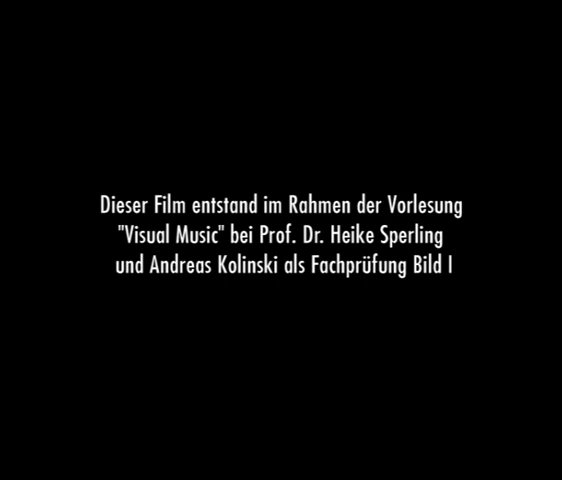 Dieser Film entstand im Rahmen der Vorlesung
"Visual Music" bei Prof. Dr. Heike Sperling
und Andreas Kolinski als Fachprüfung Bild I